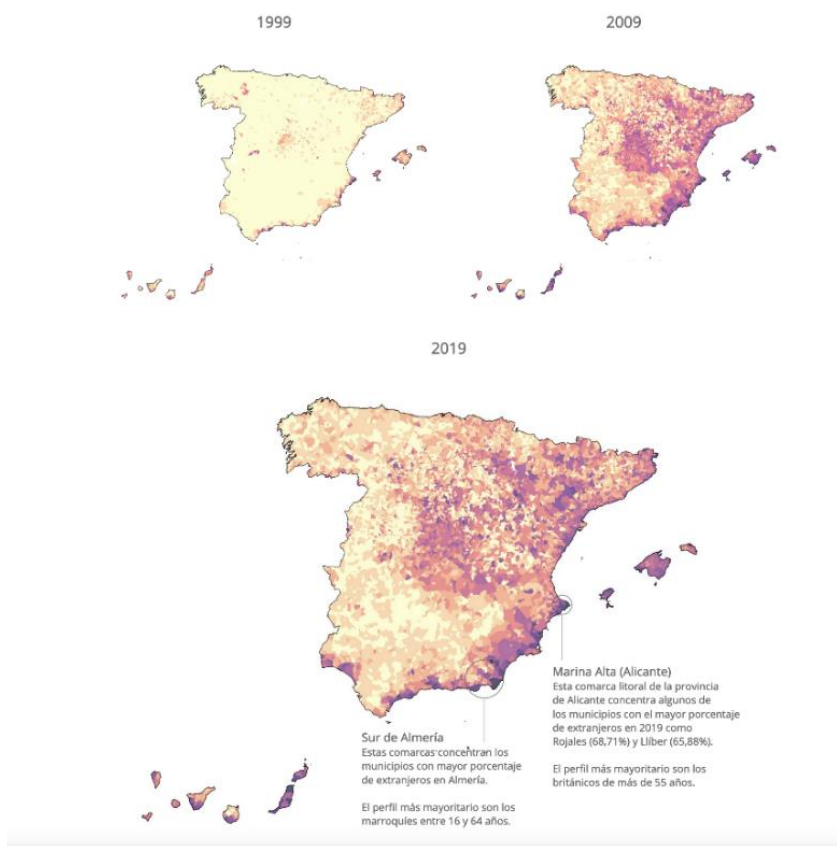 1999
2009
2019
Marina Alta (Alicante)
Esta comarca litoral de la provincia
de Alicante concentra algunos de
los municipios con el mayor porcentaje
de extranjeros en 2019 como
Rojales (68,71%) y Llíber (65,88%).
El perfil más mayoritario son los
británicos de más de 55 años.
Sur de Almería
Estas comarcas concentran los
municipios con mayor porcentaje
de extranjeros en Almería.
El perfil más mayoritario son los
marroquíes entre 16 y 64 años.